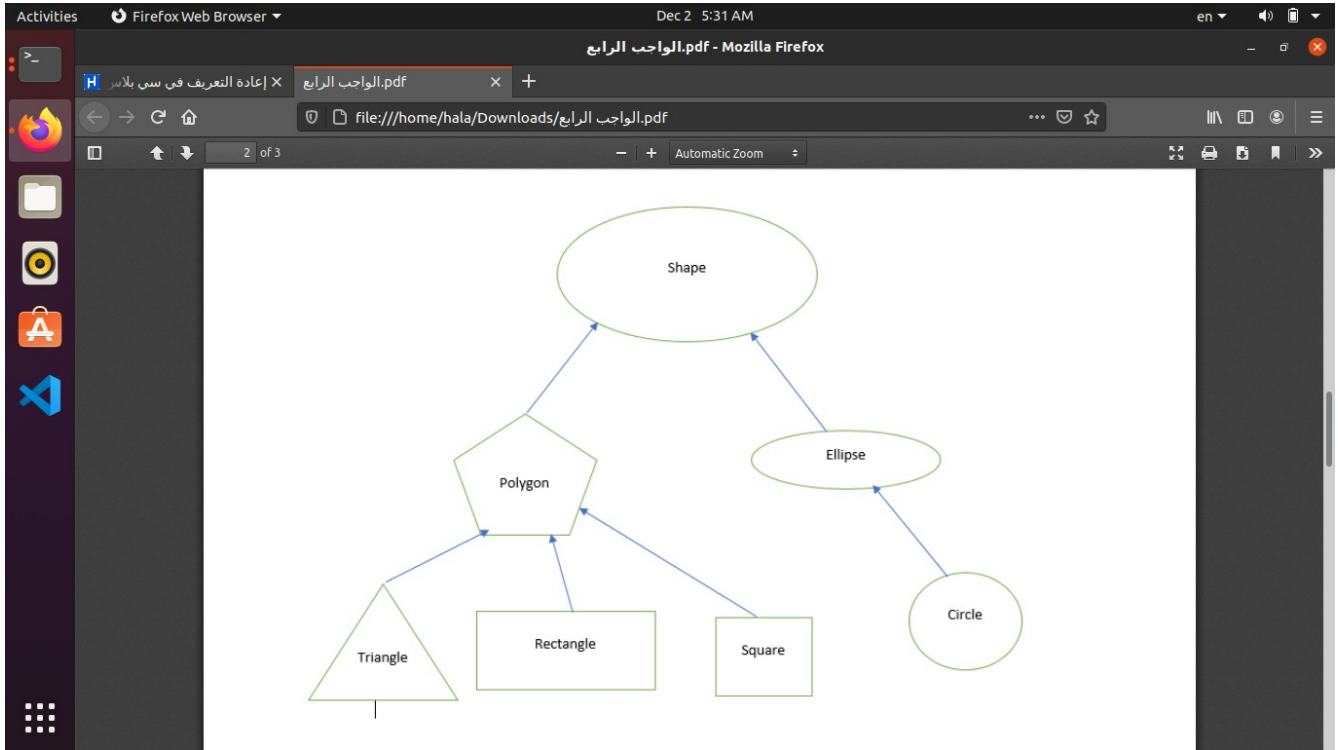 Activities Firefox Web Browser Dec 2 5:31 AM en
الواجب الرابع.pdf - Mozilla Firefox
إعادة التعريف في سي بلاس الواجب الرابع.pdf
file:///home/hala/Downloads/الواجب الرابع.pdf
2 of 3 Automatic Zoom
Shape
Ellipse
Polygon
Circle
Rectangle
Square
Triangle